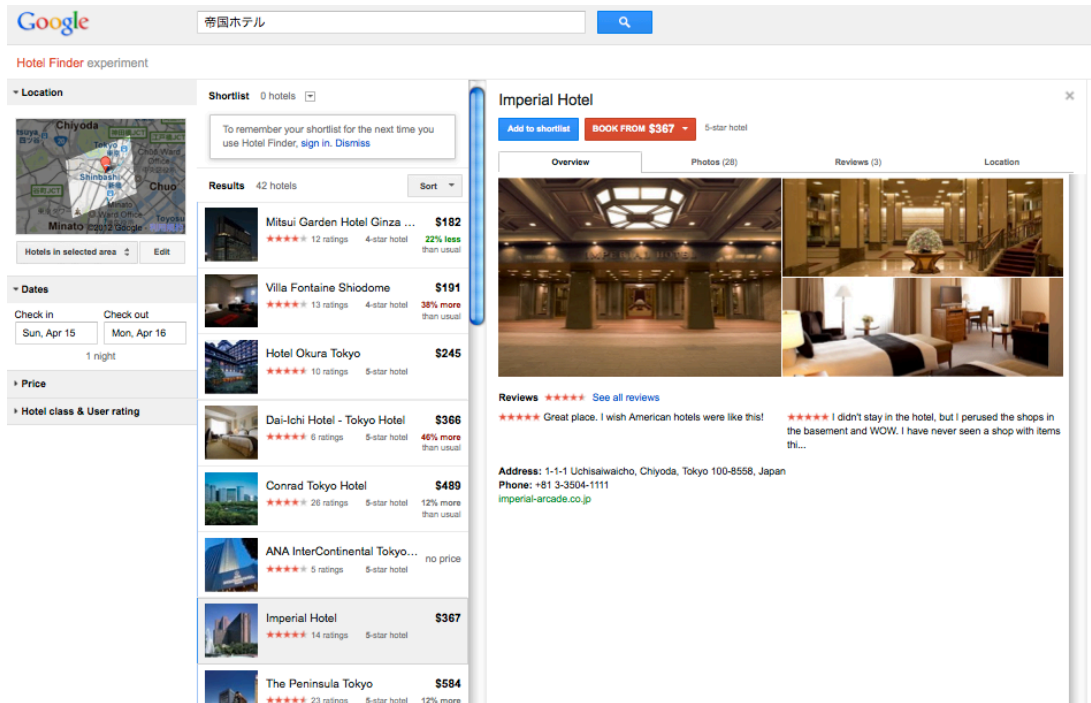 Google
帝国ホテル
Hotel Finder experiment
Location
Chiyoda
Tokyo
Shinbashi
Chuo
Minato
©2012 Google
Hotels in selected area
Edit
Dates
Check in
Check out
Sun, Apr 15
Mon, Apr 16
1 night
Price
Hotel class & User rating
Shortlist 0 hotels
To remember your shortlist for the next time you
use Hotel Finder, sign in. Dismiss
Results 42 hotels
Sort
Mitsui Garden Hotel Ginza ... $182
12 ratings 4-star hotel 22% less
than usual
Villa Fontaine Shiodome $191
13 ratings 4-star hotel 38% more
than usual
Hotel Okura Tokyo $245
10 ratings 5-star hotel
Dai-Ichi Hotel - Tokyo Hotel $366
6 ratings 5-star hotel 46% more
than usual
Conrad Tokyo Hotel $489
26 ratings 5-star hotel 12% more
than usual
ANA InterContinental Tokyo... no price
5 ratings 5-star hotel
Imperial Hotel $367
14 ratings 5-star hotel
The Peninsula Tokyo $584
23 ratings 5-star hotel 12% more
Imperial Hotel
Add to shortlist
BOOK FROM $367
5-star hotel
Overview
Photos (28)
Reviews (3)
Location
IMPERIAL HOTEL
Reviews See all reviews
Great place. I wish American hotels were like this!
I didn't stay in the hotel, but I perused the shops in
the basement and WOW. I have never seen a shop with items
thi...
Address: 1-1-1 Uchisaiwaicho, Chiyoda, Tokyo 100-8558, Japan
Phone: +81 3-3504-1111
imperial-arcade.co.jp